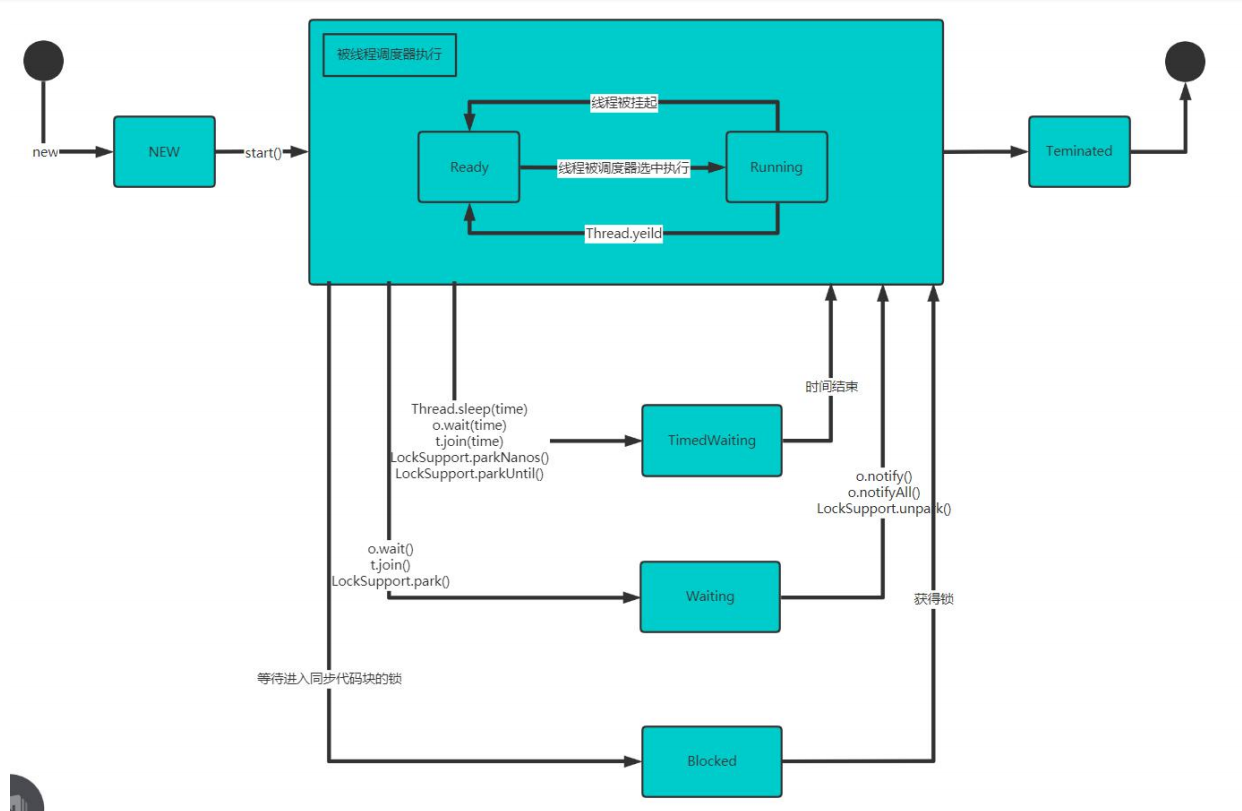 被线程调度器执行
线程被挂起
new
NEW
start()
Ready
线程被调度器选中执行
Running
Teminated
Thread.yeild
时间结束
Thread.sleep(time)
o.wait(time)
t.join(time)
LockSupport.parkNanos()
LockSupport.parkUntil()
TimedWaiting
o.notify()
o.notifyAll()
LockSupport.unpark()
o.wait()
t.join()
LockSupport.park()
Waiting
获得锁
等待进入同步代码块的锁
Blocked